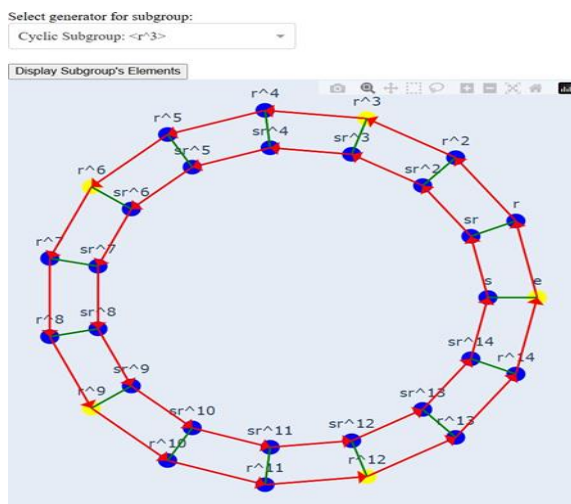 Select generator for subgroup:
Cyclic Subgroup: <r^3>
Display Subgroup's Elements
r^4
r^3
r^5
sr^4
sr^3
r^2
sr^5
sr^2
r^6
sr^6
sr
r
r^7
sr^7
s
e
r^8
sr^8
sr^14
r^14
r^9
sr^9
sr^13
sr^10
sr^12
r^13
r^10
sr^11
r^12
r^11